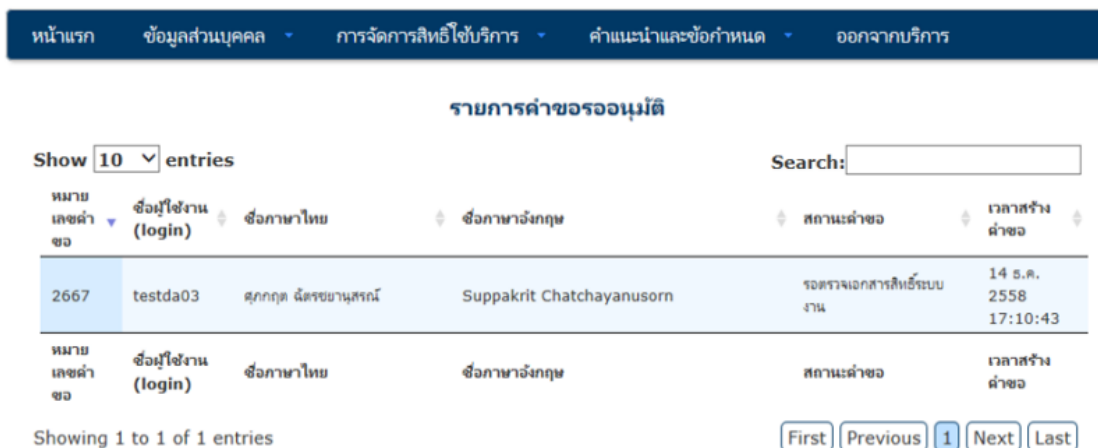 หน้าแรก ข้อมูลส่วนบุคคล การจัดการสิทธิ์ใช้บริการ คำแนะนำและข้อกำหนด ออกจากบริการ
รายการคำขอรออนุมัติ
Show 10 entries Search:
หมาย
เลขคำ
ขอ
ชื่อผู้ใช้งาน
(login)
ชื่อภาษาไทย
ชื่อภาษาอังกฤษ
สถานะคำขอ
เวลาสร้าง
คำขอ
2667
testda03
ศุภกฤต ฉัตรชยานุสรณ์
Suppakrit Chatchayanusorn
รอตรวจเอกสารสิทธิ์ระบบ
งาน
14 ธ.ค.
2558
17:10:43
หมาย
เลขคำ
ขอ
ชื่อผู้ใช้งาน
(login)
ชื่อภาษาไทย
ชื่อภาษาอังกฤษ
สถานะคำขอ
เวลาสร้าง
คำขอ
Showing 1 to 1 of 1 entries First Previous 1 Next Last